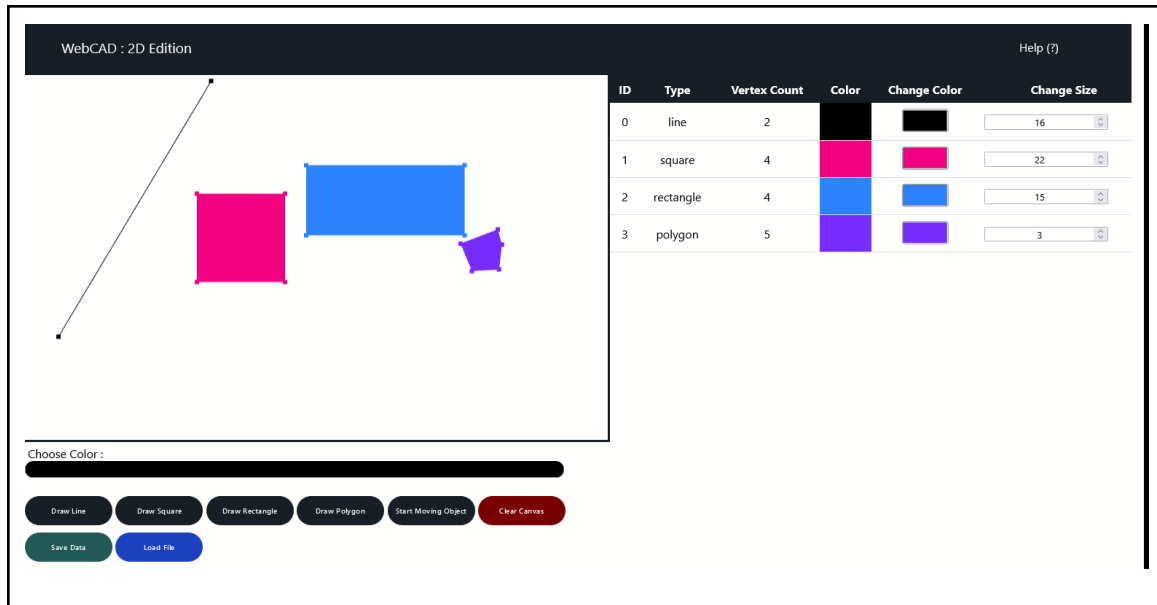 WebCAD : 2D Edition
Help (?)
ID Type Vertex Count Color Change Color Change Size
0 line 2 16
1 square 4 22
2 rectangle 4 15
3 polygon 5 3
Choose Color :
Draw Line Draw Square Draw Rectangle Draw Polygon Start Moving Object Clear Canvas
Save Data Load File